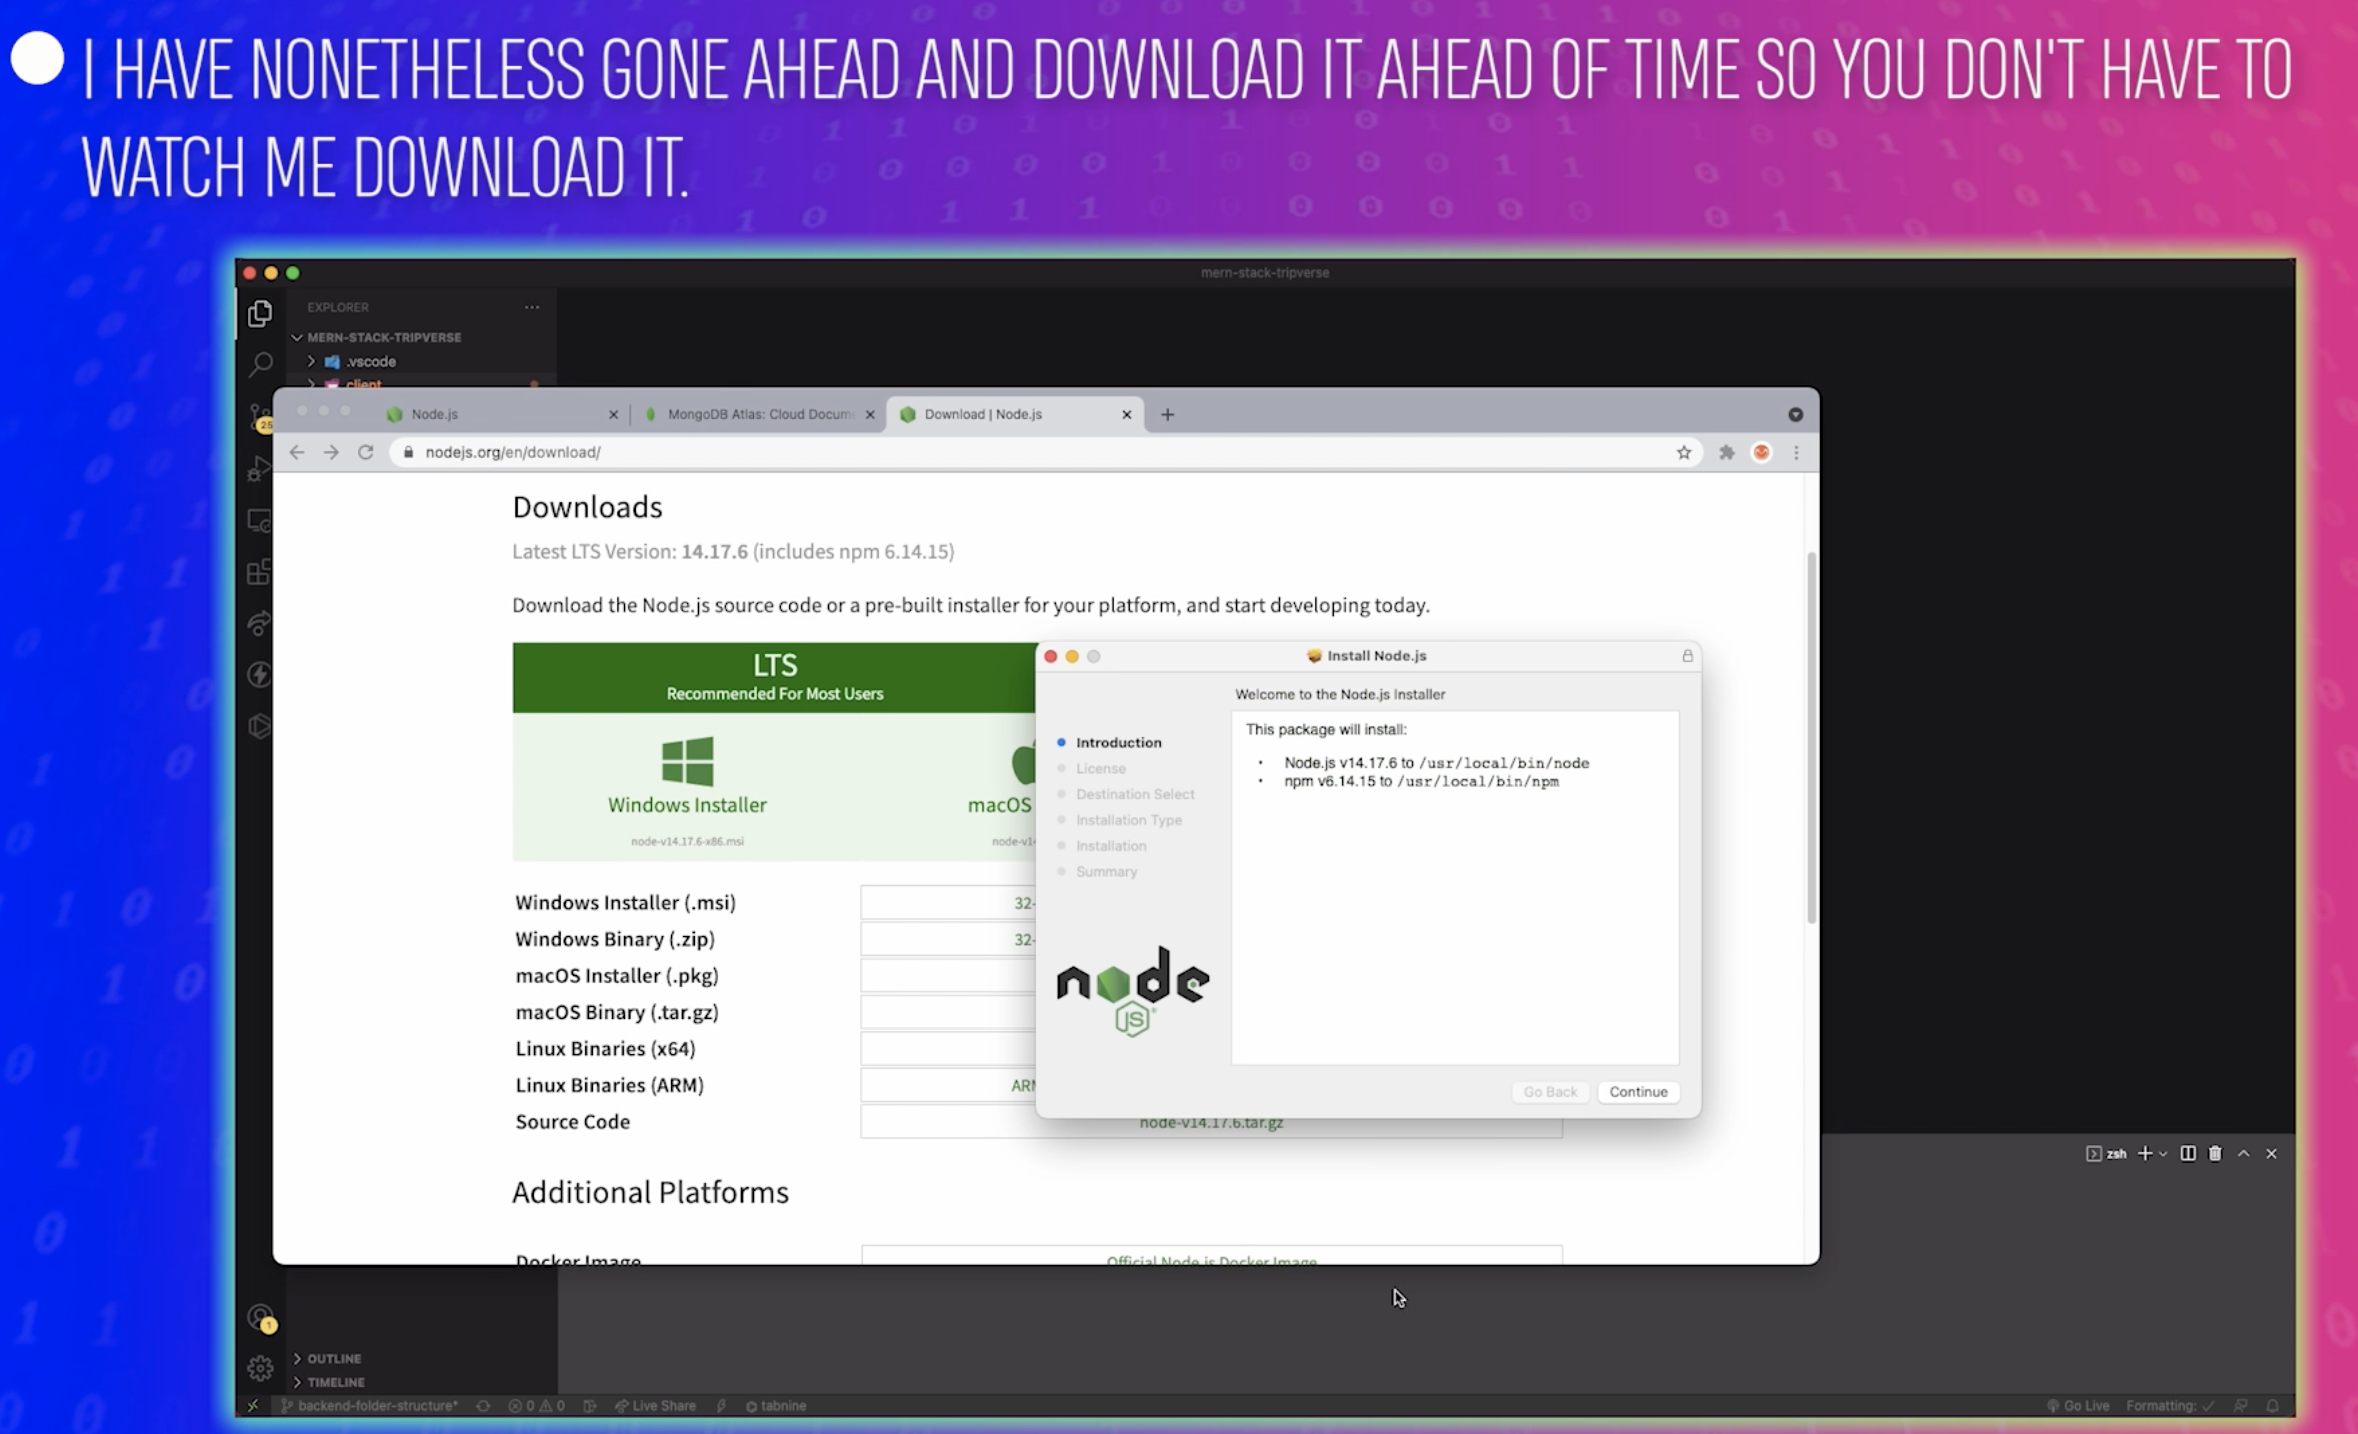 I HAVE NONETHELESS GONE AHEAD AND DOWNLOAD IT AHEAD OF TIME SO YOU DON'T HAVE TO
WATCH ME DOWNLOAD IT.
mern-stack-tripverse
EXPLORER
MERN-STACK-TRIPVERSE
.vscode
client
25
Node.js
MongoDB Atlas: Cloud Docum
Download | Node.js
nodejs.org/en/download/
Downloads
Latest LTS Version: 14.17.6 (includes npm 6.14.15)
Download the Node.js source code or a pre-built installer for your platform, and start developing today.
LTS
Recommended For Most Users
Windows Installer
node-v14.17.6-x86.msi
macOS
node-v1
Windows Installer (.msi)
32-
Windows Binary (.zip)
32-
macOS Installer (.pkg)
macOS Binary (.tar.gz)
Linux Binaries (x64)
Linux Binaries (ARM)
ARM
Source Code
node-v14.17.6.tar.gz
Additional Platforms
Docker Image
Official Node.js Docker Image
Install Node.js
Welcome to the Node.js Installer
Introduction
License
Destination Select
Installation Type
Installation
Summary
This package will install:
• Node.js v14.17.6 to /usr/local/bin/node
• npm v6.14.15 to /usr/local/bin/npm
node
JS
Go Back
Continue
zsh
1
OUTLINE
TIMELINE
backend-folder-structure*
0
0
Live Share
tabnine
Go Live
Formatting: ✓